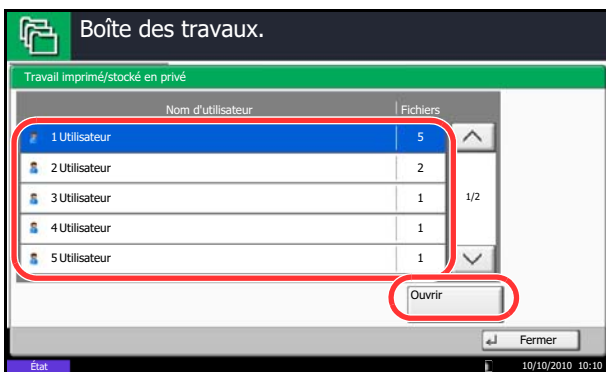 Boîte des travaux.
Travail imprimé/stocké en privé
Nom d'utilisateur Fichiers
1 Utilisateur 5
2 Utilisateur 2
3 Utilisateur 1
1/2
4 Utilisateur 1
5 Utilisateur 1
Ouvrir
Fermer
État 10/10/2010 10:10